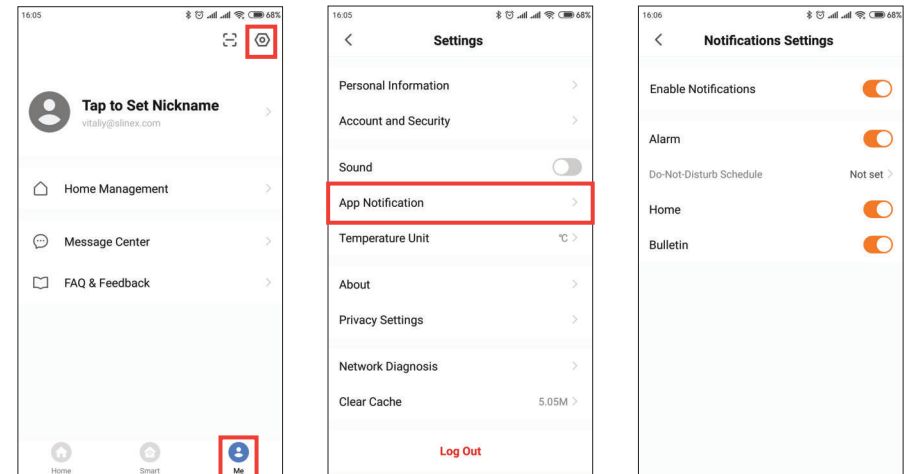 16:05
68%
Tap to Set Nickname
vitaliy@slinex.com
Home Management
Message Center
FAQ & Feedback
Home
Smart
Me
16:05
68%
Settings
Personal Information
Account and Security
Sound
App Notification
Temperature Unit
°C
About
Privacy Settings
Network Diagnosis
Clear Cache
5.05M
Log Out
16:06
68%
Notifications Settings
Enable Notifications
Alarm
Do-Not-Disturb Schedule
Not set
Home
Bulletin